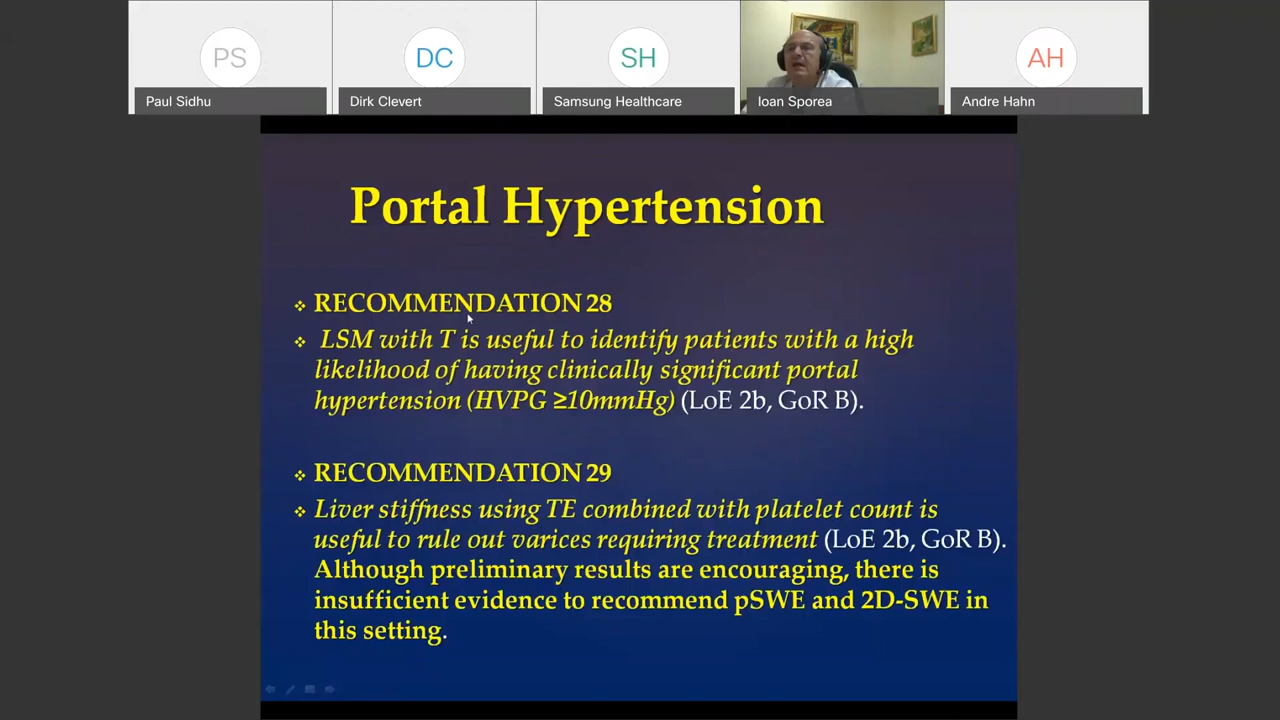 PS
DC
SH
AH
Paul Sidhu
Dirk Clevert
Samsung Healthcare
Ioan Sporea
Andre Hahn
Portal Hypertension
RECOMMENDATION 28
LSM with T is useful to identify patients with a high
likelihood of having clinically significant portal
hypertension (HVPG ≥10mmHg) (LoE 2b, GoR B).
RECOMMENDATION 29
Liver stiffness using TE combined with platelet count is
useful to rule out varices requiring treatment (LoE 2b, GoR B).
Although preliminary results are encouraging, there is
insufficient evidence to recommend pSWE and 2D-SWE in
this setting.